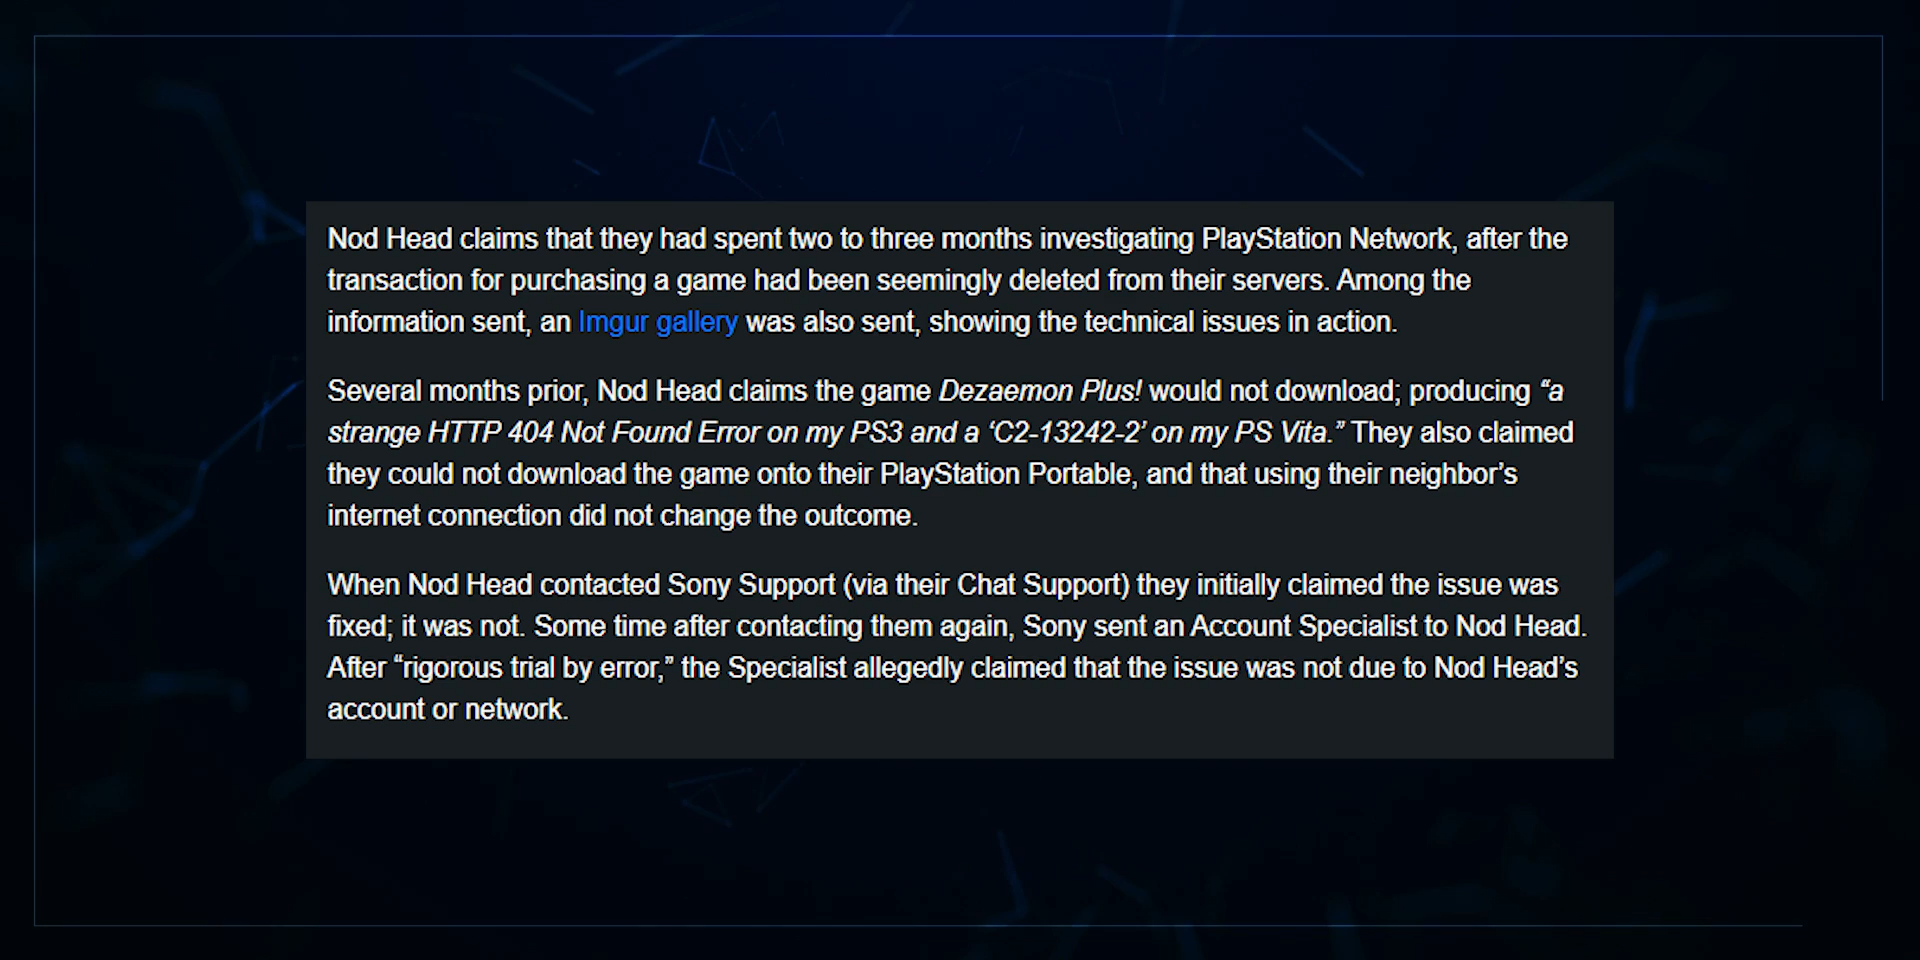 Nod Head claims that they had spent two to three months investigating PlayStation Network, after the
transaction for purchasing a game had been seemingly deleted from their servers. Among the
information sent, an Imgur gallery was also sent, showing the technical issues in action.
Several months prior, Nod Head claims the game Dezaemon Plus! would not download; producing “a
strange HTTP 404 Not Found Error on my PS3 and a ‘C2-13242-2’ on my PS Vita.” They also claimed
they could not download the game onto their PlayStation Portable, and that using their neighbor’s
internet connection did not change the outcome.
When Nod Head contacted Sony Support (via their Chat Support) they initially claimed the issue was
fixed; it was not. Some time after contacting them again, Sony sent an Account Specialist to Nod Head.
After “rigorous trial by error,” the Specialist allegedly claimed that the issue was not due to Nod Head’s
account or network.